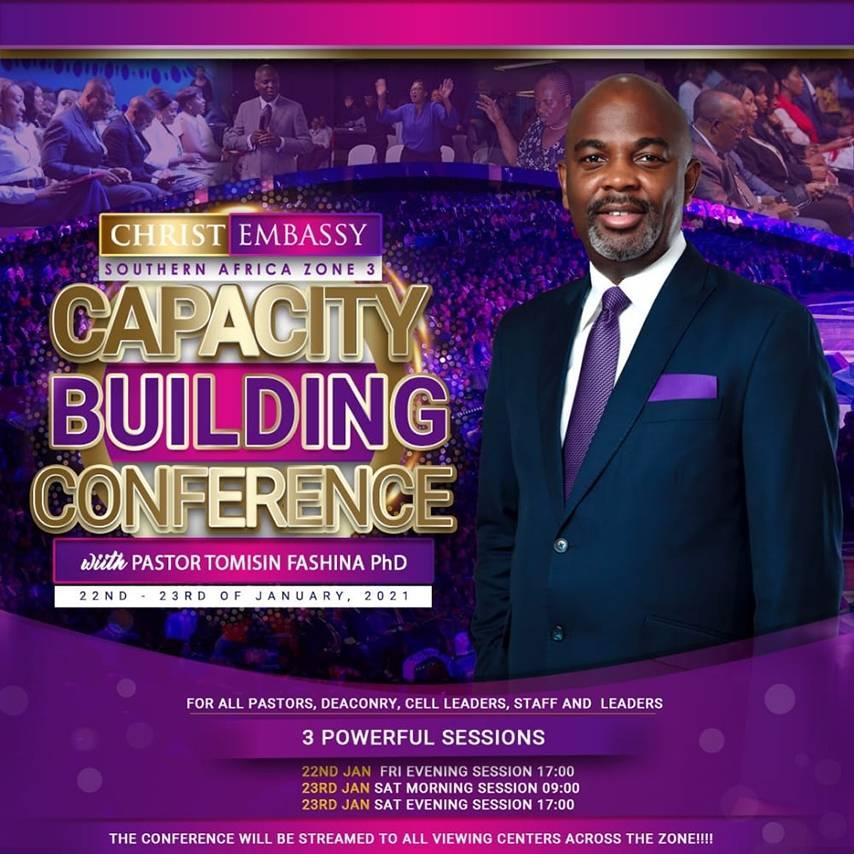 CHRIST EMBASSY
SOUTHERN AFRICA ZONE 3
CAPACITY
BUILDING
CONFERENCE
wiith PASTOR TOMISIN FASHINA PhD
22ND - 23RD OF JANUARY, 2021
FOR ALL PASTORS, DEACONRY, CELL LEADERS, STAFF AND LEADERS
3 POWERFUL SESSIONS
22ND JAN FRI EVENING SESSION 17:00
23RD JAN SAT MORNING SESSION 09:00
23RD JAN SAT EVENING SESSION 17:00
THE CONFERENCE WILL BE STREAMED TO ALL VIEWING CENTERS ACROSS THE ZONE!!!!